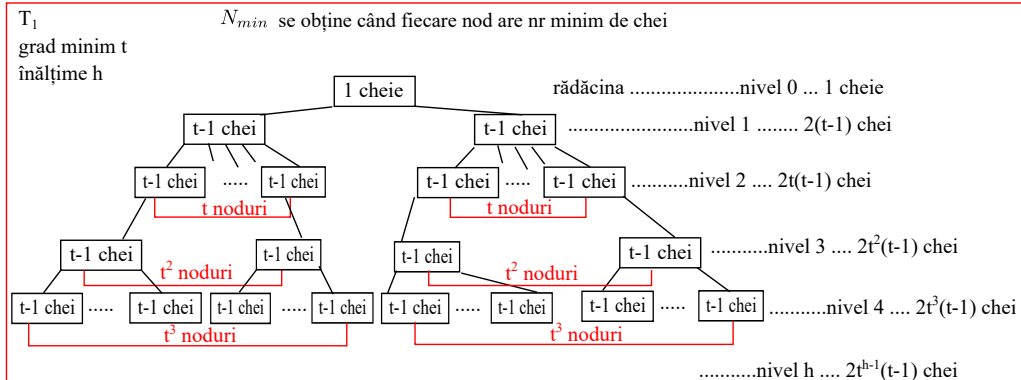 T₁ N_min se obține când fiecare nod are nr minim de chei
grad minim t
înălțime h
1 cheie rădăcina ......................nivel 0 ... 1 cheie
t-1 chei t-1 chei ......................nivel 1 ........ 2(t-1) chei
t-1 chei ..... t-1 chei t-1 chei ..... t-1 chei ...........nivel 2 .... 2t(t-1) chei
t noduri t noduri
t-1 chei t-1 chei t-1 chei t-1 chei ...........nivel 3 .... 2t²(t-1) chei
t² noduri t² noduri
t-1 chei ..... t-1 chei t-1 chei ..... t-1 chei t-1 chei ..... t-1 chei t-1 chei ..... t-1 chei ...........nivel 4 .... 2t³(t-1) chei
t³ noduri t³ noduri
...........nivel h .... 2tʰ⁻¹(t-1) chei